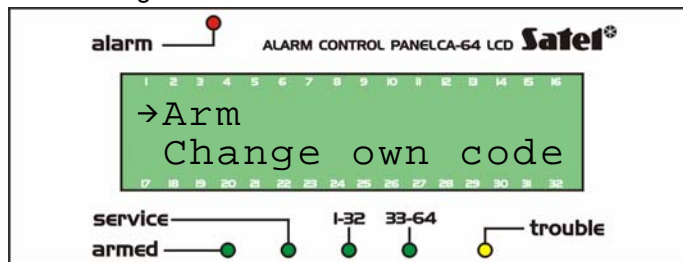 alarm ALARM CONTROL PANELCA-64 LCD Satel®
1 2 3 4 5 6 7 8 9 10 11 12 13 14 15 16
→Arm
Change own code
17 18 19 20 21 22 23 24 25 26 27 28 29 30 31 32
service 1-32 33-64 trouble
armed